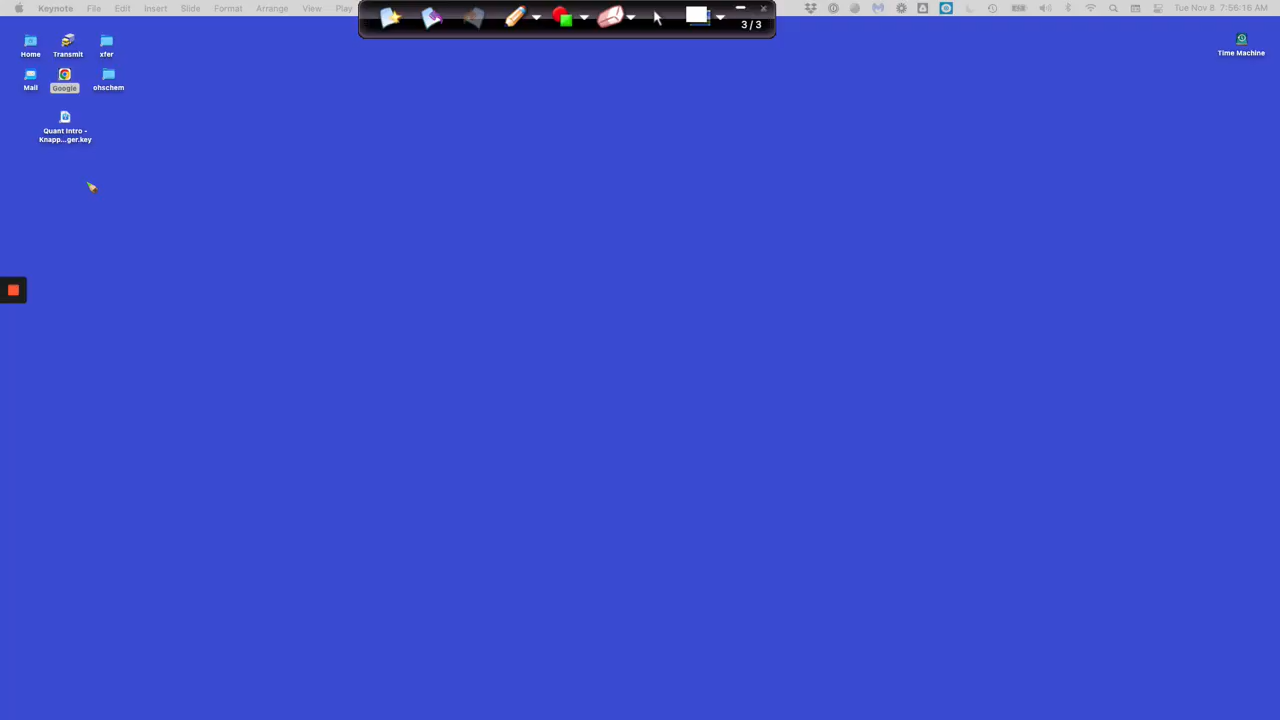 Keynote File Edit Insert Slide Format Arrange View Play
3 / 3
Tue Nov 8 7:56:16 AM
Home Transmit xfer
Time Machine
Mail Google ohschem
Quant Intro -
Knapp...ger.key